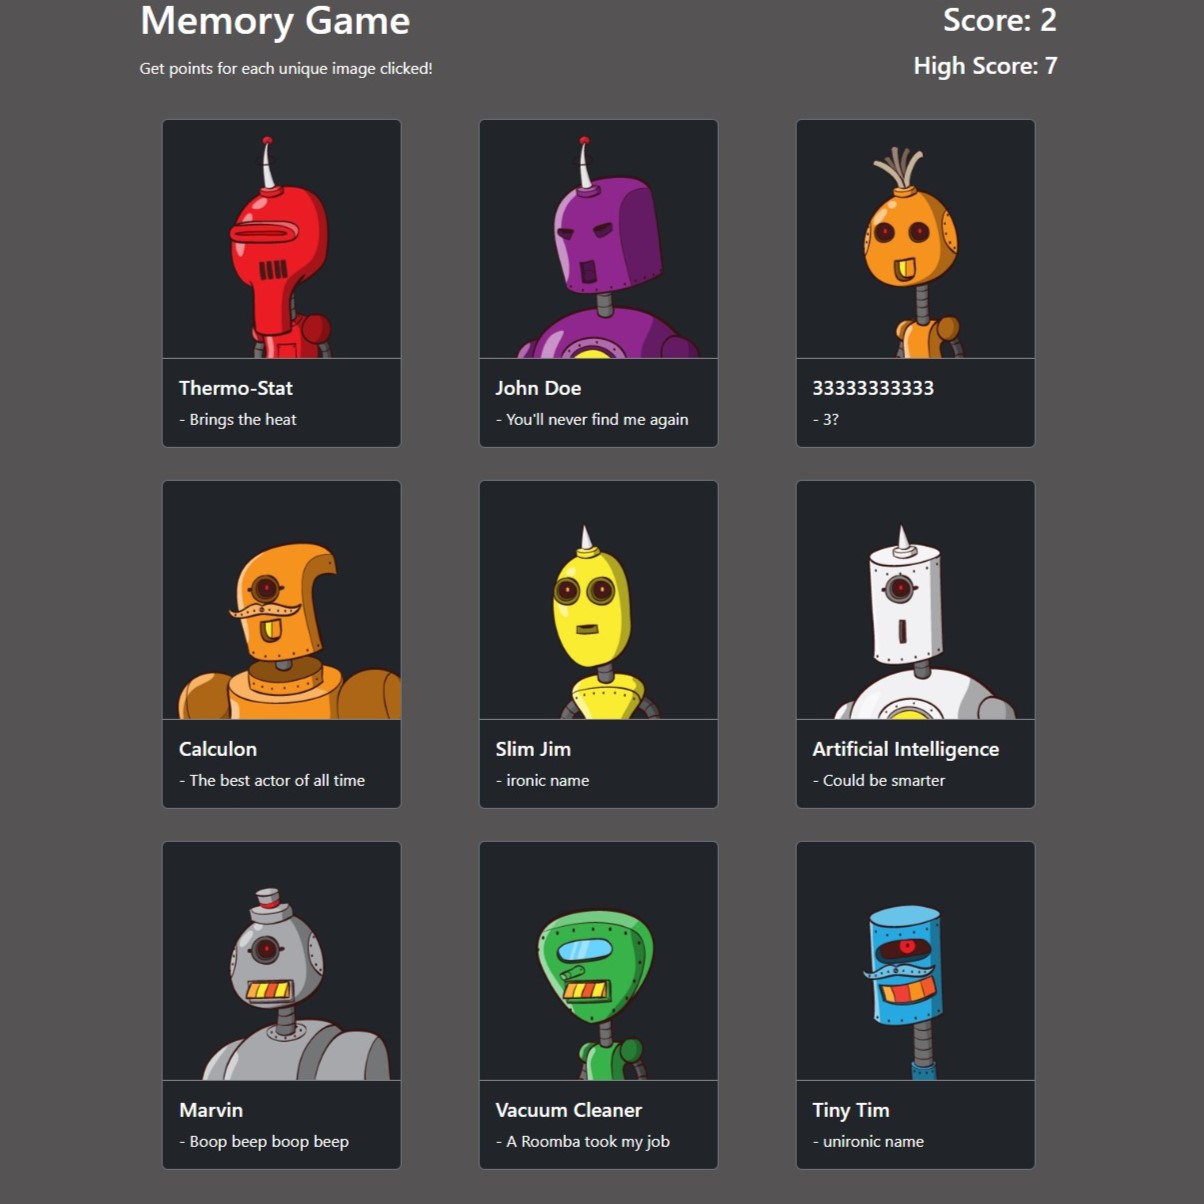 Memory Game
Score: 2
Get points for each unique image clicked!
High Score: 7
Thermo-Stat
- Brings the heat
John Doe
- You'll never find me again
33333333333
- 3?
Calculon
- The best actor of all time
Slim Jim
- ironic name
Artificial Intelligence
- Could be smarter
Marvin
- Boop beep boop beep
Vacuum Cleaner
- A Roomba took my job
Tiny Tim
- unironic name